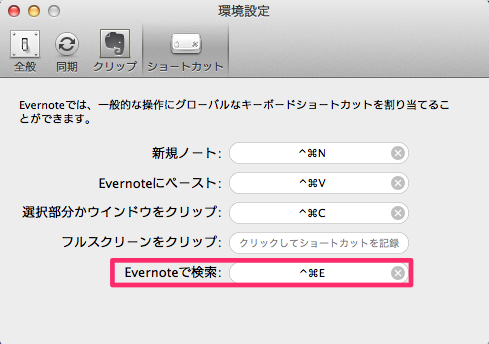 環境設定
全般
同期
クリップ
ショートカット
Evernoteでは、一般的な操作にグローバルなキーボードショートカットを割り当てるこ
とができます。
新規ノート: ^⌘N
Evernoteにペースト: ^⌘V
選択部分かウインドウをクリップ: ^⌘C
フルスクリーンをクリップ: クリックしてショートカットを記録
Evernoteで検索: ^⌘E